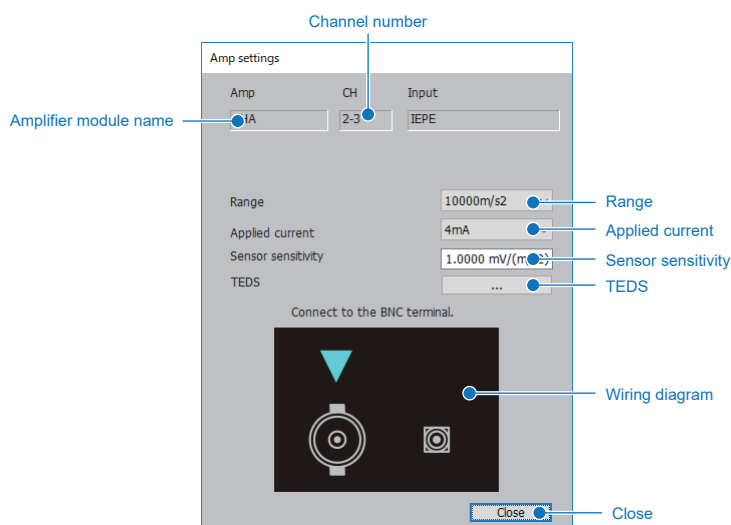 Channel number
Amp settings
Amp CH Input
Amplifier module name
2-3 IEPE
Range 10000m/s2 Range
Applied current 4mA Applied current
Sensor sensitivity 1.0000 mV/(m Sensor sensitivity
TEDS ... TEDS
Connect to the BNC terminal.
Wiring diagram
Close Close